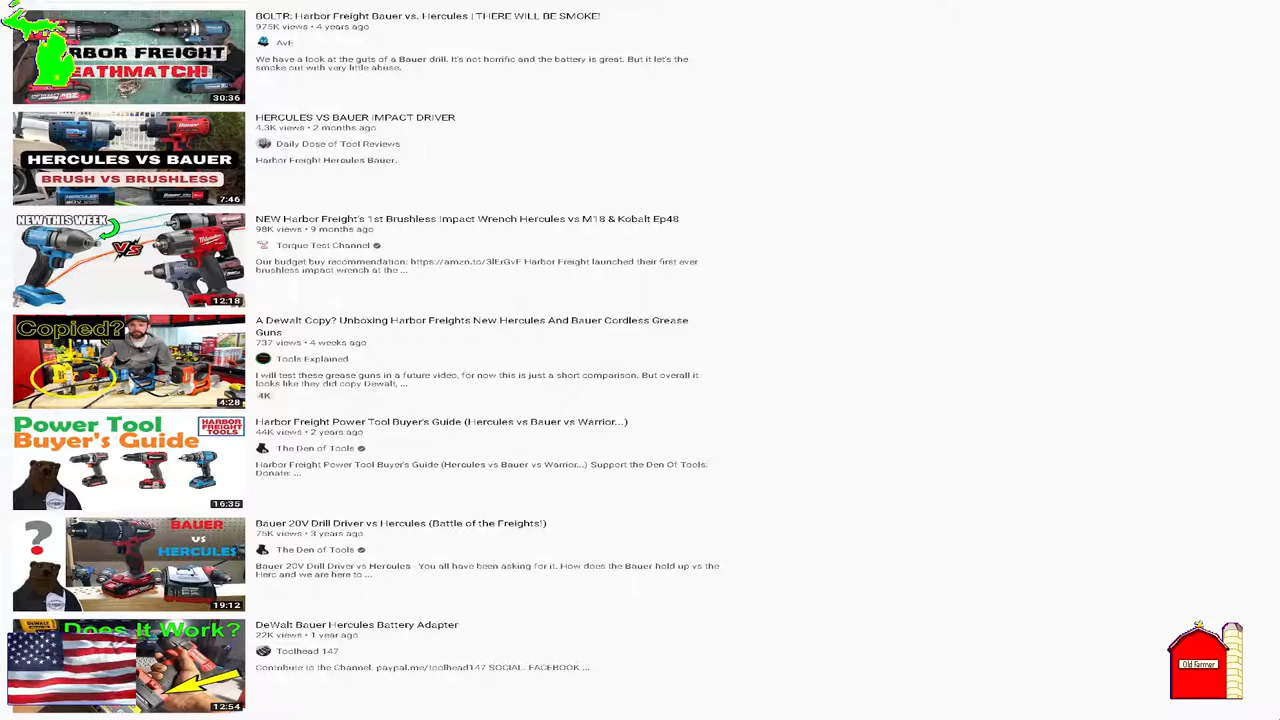 BOLTR: Harbor Freight Bauer vs. Hercules | THERE WILL BE SMOKE!
975K views • 4 years ago
AvE
We have a look at the guts of a Bauer drill. It's not horrific and the battery is great. But it let's the
smoke out with very little abuse.
RBOR FREIGHT
EATHMATCH!
30:36
HERCULES VS BAUER IMPACT DRIVER
4.3K views • 2 months ago
Daily Dose of Tool Reviews
Harbor Freight Hercules Bauer.
HERCULES VS BAUER
BRUSH VS BRUSHLESS
HERCULES
7:46
NEW Harbor Freight's 1st Brushless Impact Wrench Hercules vs M18 & Kobalt Ep48
98K views • 9 months ago
Torque Test Channel
Our budget buy recommendation: https://amzn.to/3lErGvF Harbor Freight launched their first ever
brushless impact wrench at the ...
NEW THIS WEEK
VS
Milwaukee
12:18
A Dewalt Copy? Unboxing Harbor Freights New Hercules And Bauer Cordless Grease
Guns
737 views • 4 weeks ago
Tools Explained
I will test these grease guns in a future video, for now this is just a short comparison. But overall it
looks like they did copy Dewalt, ...
4K
Copied?
4:28
Harbor Freight Power Tool Buyer's Guide (Hercules vs Bauer vs Warrior...)
44K views • 2 years ago
The Den of Tools
Harbor Freight Power Tool Buyer's Guide (Hercules vs Bauer vs Warrior...) Support the Den Of Tools:
Donate: ...
Power Tool
Buyer's Guide
HARBOR
FREIGHT
TOOLS
16:35
Bauer 20V Drill Driver vs Hercules (Battle of the Freights!)
75K views • 3 years ago
The Den of Tools
Bauer 20V Drill Driver vs Hercules - You all have been asking for it. How does the Bauer hold up vs the
Herc and we are here to ...
?
BAUER
vs
HERCULES
19:12
DeWalt Bauer Hercules Battery Adapter
22K views • 1 year ago
Toolhead 147
Contribute to the Channel. paypal.me/toolhead147 SOCIAL: FACEBOOK ...
DEWALT
Does It Work?
12:54
Old Farmer